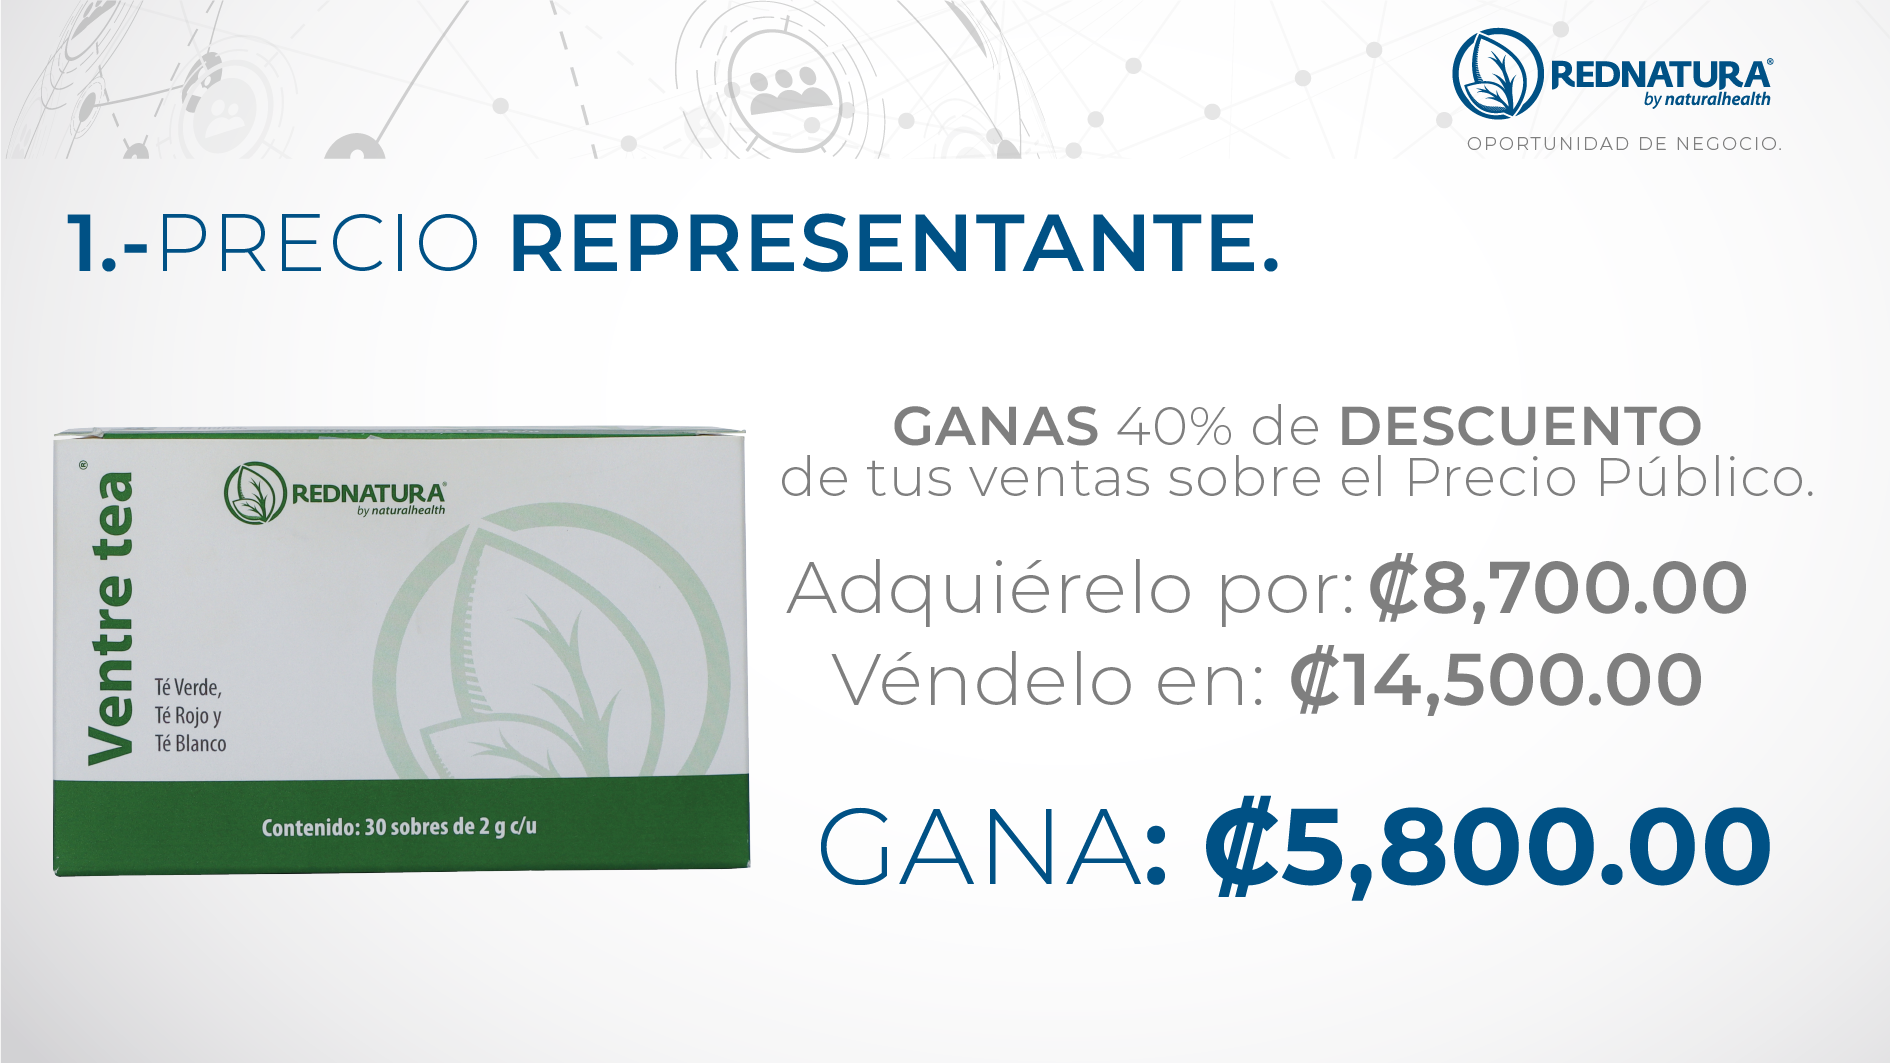 REDNATURA®
by naturalhealth
OPORTUNIDAD DE NEGOCIO.
1.-PRECIO REPRESENTANTE.
Ventre tea®
REDNATURA®
by naturalhealth
Té Verde,
Té Rojo y
Té Blanco
Contenido: 30 sobres de 2 g c/u
GANAS 40% de DESCUENTO
de tus ventas sobre el Precio Público.
Adquiérelo por: ₡8,700.00
Véndelo en: ₡14,500.00
GANA: ₡5,800.00